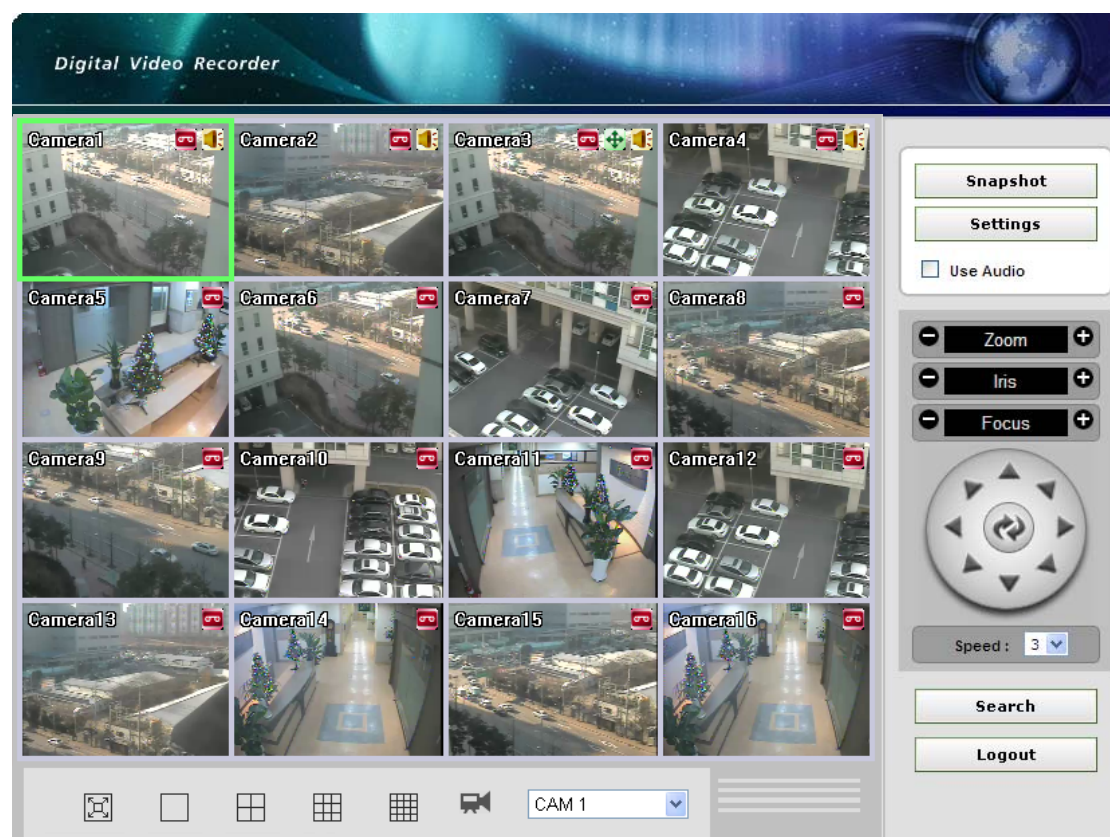 Digital Video Recorder
Camera1
Camera2
Camera3
Camera4
Camera5
Camera6
Camera7
Camera8
Camera9
Camera10
Camera11
Camera12
Camera13
Camera14
Camera15
Camera16
Snapshot
Settings
Use Audio
Zoom
Iris
Focus
Speed : 3
Search
Logout
CAM 1